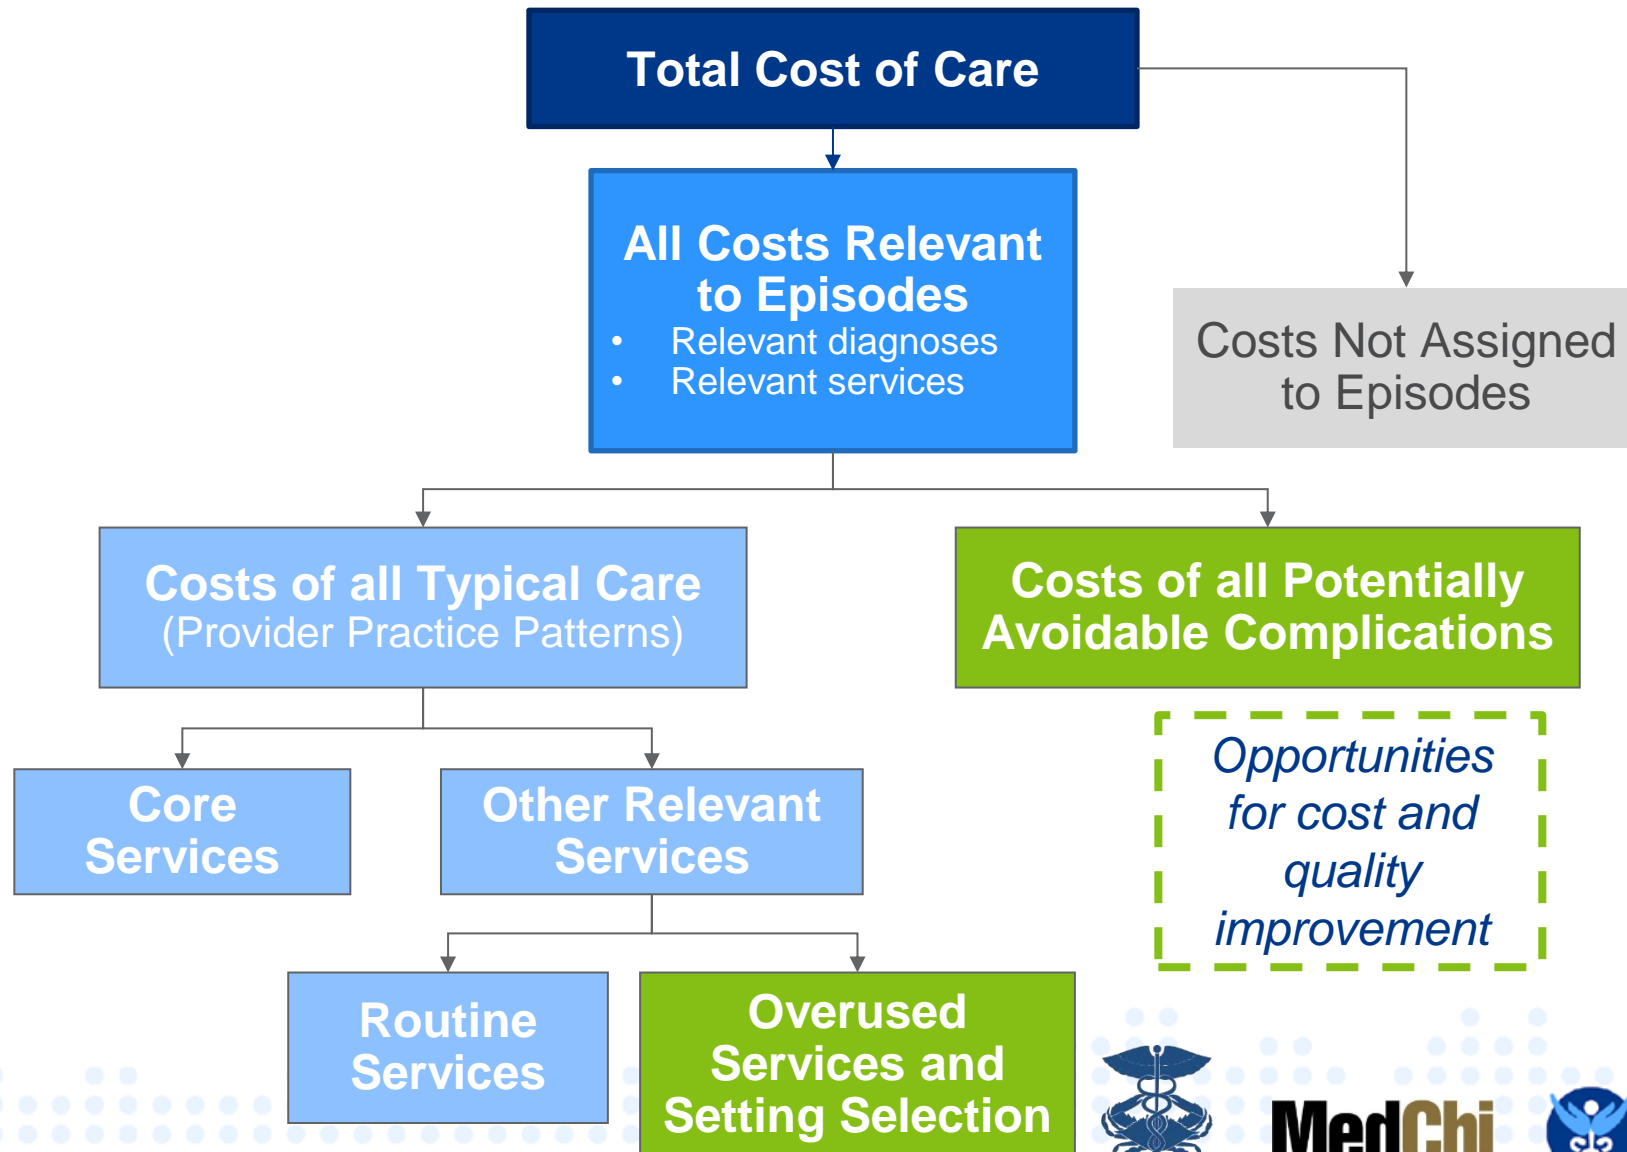 Total Cost of Care
All Costs Relevant
to Episodes
• Relevant diagnoses
• Relevant services
Costs Not Assigned
to Episodes
Costs of all Typical Care
(Provider Practice Patterns)
Costs of all Potentially
Avoidable Complications
Opportunities
for cost and
quality
improvement
Core
Services
Other Relevant
Services
Routine
Services
Overused
Services and
Setting Selection
MedChi